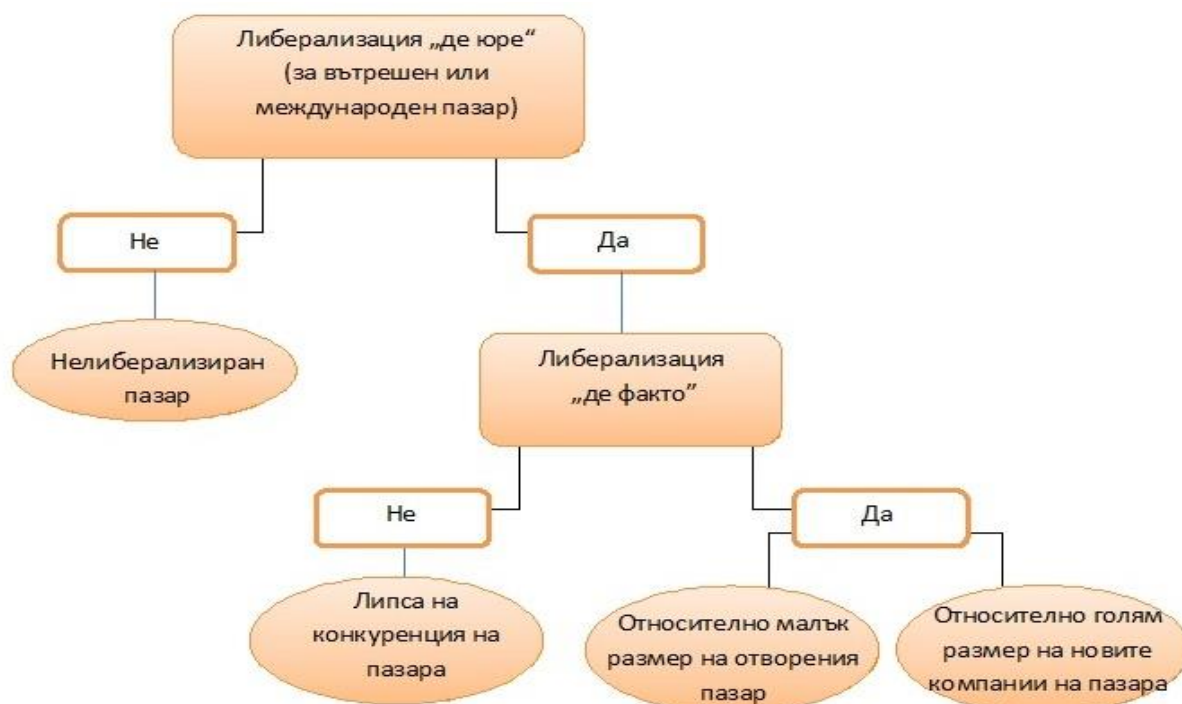 Либерализация „де юре“
(за вътрешен или
международен пазар)
Не
Да
Нелиберализиран
пазар
Либерализация
„де факто”
Не
Да
Липса на
конкуренция на
пазара
Относително малък
размер на отворения
пазар
Относително голям
размер на новите
компании на пазара